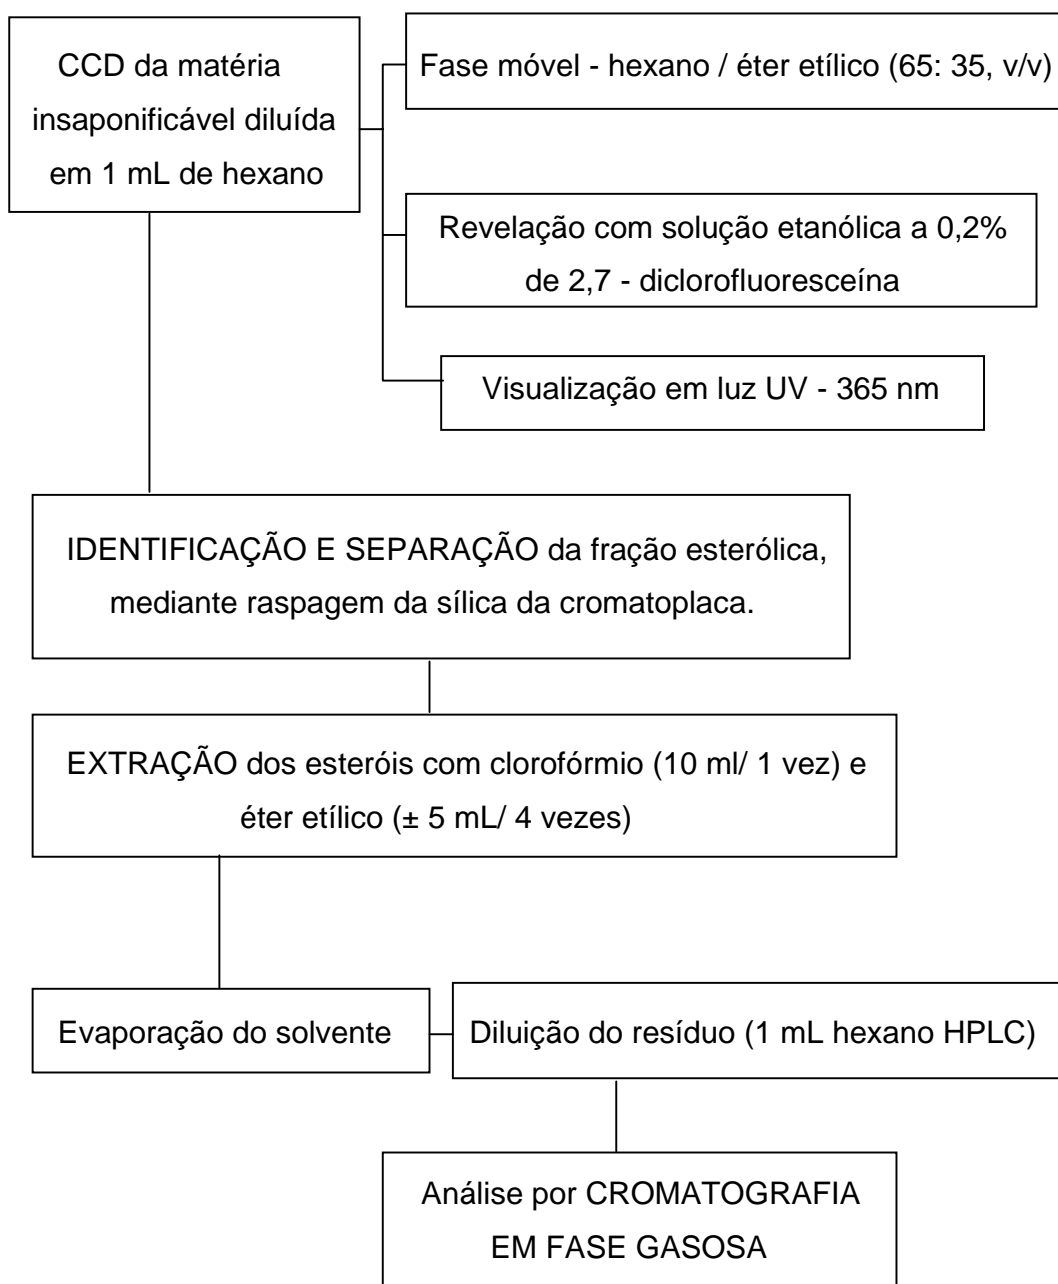 CCD da matéria
insaponificável diluída
em 1 mL de hexano
Fase móvel - hexano / éter etílico (65: 35, v/v)
Revelação com solução etanólica a 0,2%
de 2,7 - diclorofluoresceína
Visualização em luz UV - 365 nm
IDENTIFICAÇÃO E SEPARAÇÃO da fração esterólica,
mediante raspagem da sílica da cromatoplaca.
EXTRAÇÃO dos esteróis com clorofórmio (10 ml/ 1 vez) e
éter etílico (± 5 mL/ 4 vezes)
Evaporação do solvente
Diluição do resíduo (1 mL hexano HPLC)
Análise por CROMATOGRAFIA
EM FASE GASOSA